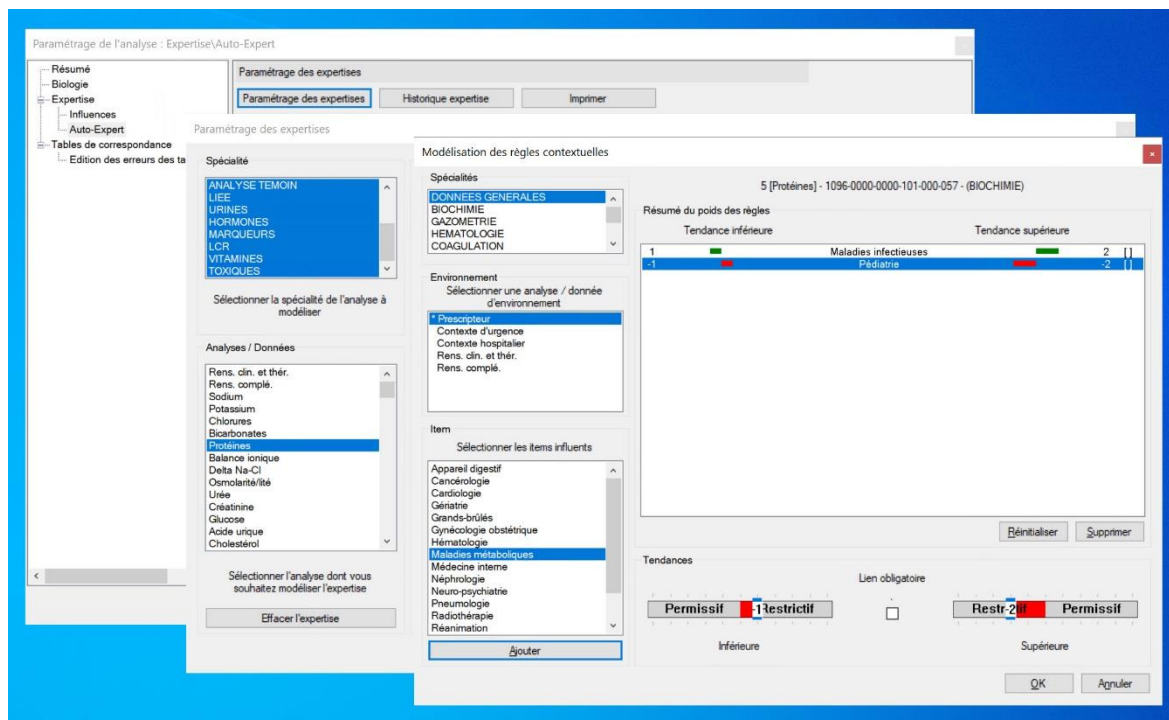 Paramétrage de l'analyse : Expertise\Auto-Expert
Résumé
Biologie
Expertise
Influences
Auto-Expert
Tables de correspondance
Edition des erreurs des ta
Paramétrage des expertises
Paramétrage des expertises
Historique expertise
Imprimer
Paramétrage des expertises
Spécialité
ANALYSE TEMOIN
LIEE
URINES
HORMONES
MARQUEURS
LCR
VITAMINES
TOXIQUES
Sélectionner la spécialité de l'analyse à
modéliser
Analyses / Données
Rens. clin. et thér.
Rens. complé.
Sodium
Potassium
Chlorures
Bicarbonates
Protéines
Balance ionique
Delta Na-Cl
Osmolarité/lité
Urée
Créatinine
Glucose
Acide urique
Cholestérol
Sélectionner l'analyse dont vous
souhaitez modéliser l'expertise
Effacer l'expertise
Modélisation des règles contextuelles
Spécialités
DONNEES GENERALES
BIOCHIMIE
GAZOMETRIE
HEMATOLOGIE
COAGULATION
Environnement
Sélectionner une analyse / donnée
d'environnement
* Prescripteur
Contexte d'urgence
Contexte hospitalier
Rens. clin. et thér.
Rens. complé.
Item
Sélectionner les items influents
Appareil digestif
Cancérologie
Cardiologie
Gériatrie
Grands-brûlés
Gynécologie obstétrique
Hématologie
Maladies métaboliques
Médecine interne
Néphrologie
Neuro-psychiatrie
Pneumologie
Radiothérapie
Réanimation
Ajouter
5 [Protéines] - 1096-0000-0000-101-000-057 - (BIOCHIMIE)
Résumé du poids des règles
Tendance inférieure Tendance supérieure
1 Maladies infectieuses 2 []
-1 Pédiatrie -2 []
Réinitialiser
Supprimer
Tendances
Lien obligatoire
Permissif -1 Restrictif
Restr -2 tif Permissif
Inférieure
Supérieure
OK
Annuler